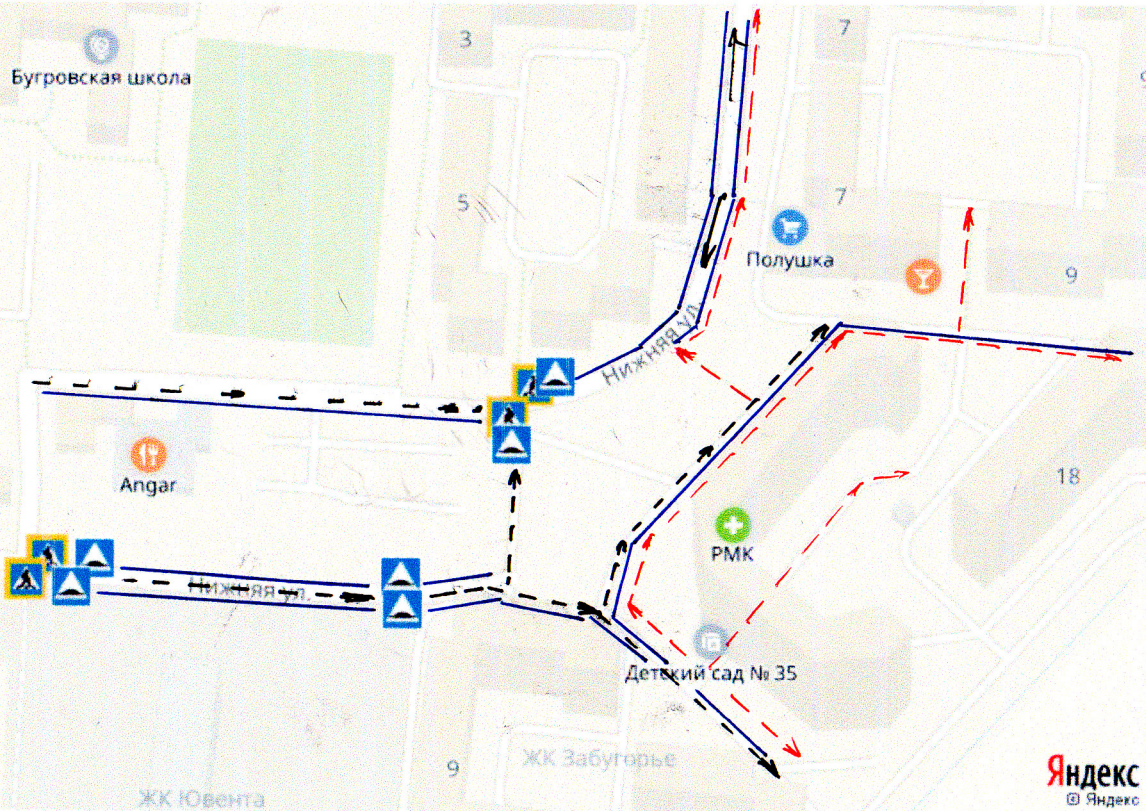 3
7
Бугровская школа
5
7
Полушка
9
Нижняя ул.
Angar
18
РМК
Нижняя ул.
Детский сад № 35
ЖК Забугорье
9
ЖК Ювента
Яндекс
© Яндекс